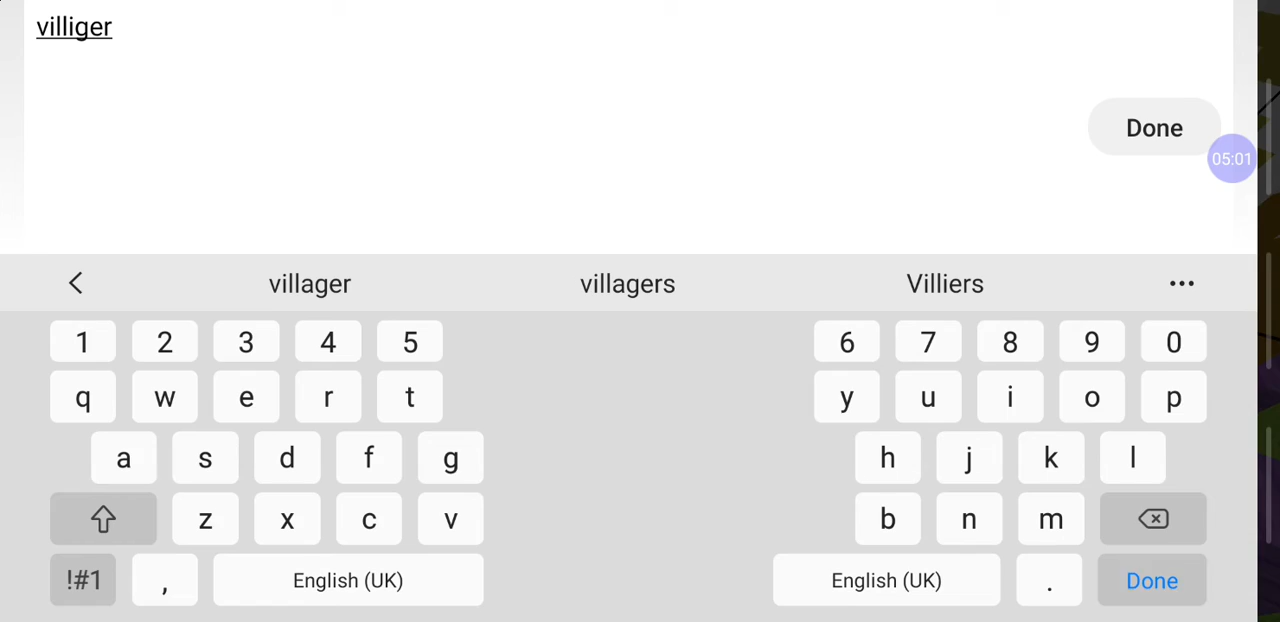 villiger
Done
05:01
villager villagers Villiers ...
1 2 3 4 5 6 7 8 9 0
q w e r t y u i o p
a s d f g h j k l
z x c v b n m
!#1 , English (UK) English (UK) . Done